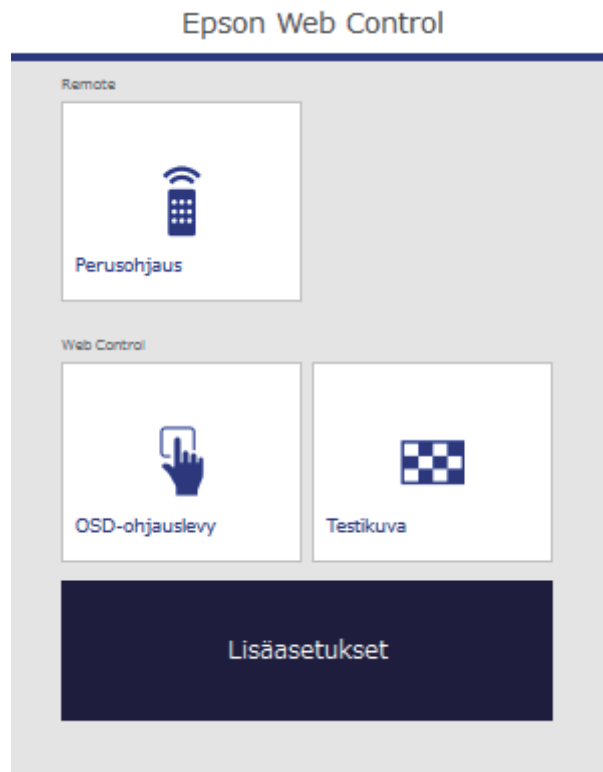 Epson Web Control
Remote
Perusohjaus
Web Control
OSD-ohjauslevy
Testikuva
Lisäasetukset